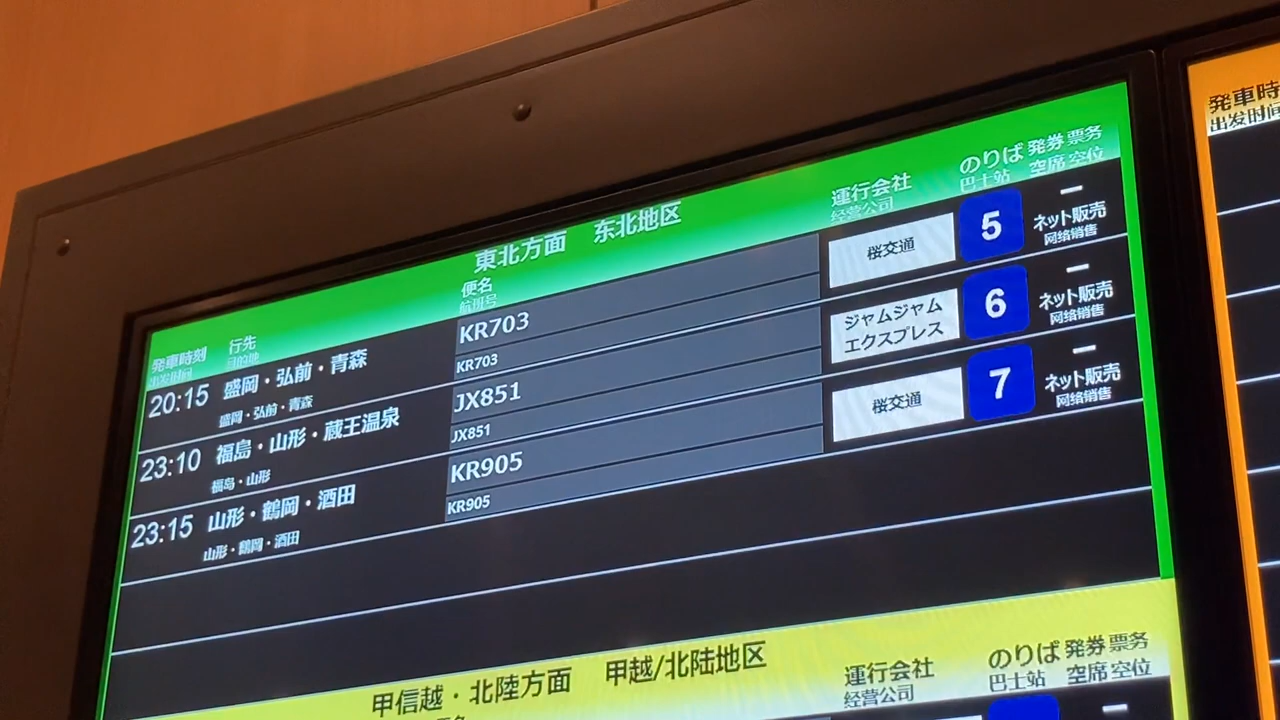 東北方面 东北地区
発車時刻 行先 便名 運行会社 のりば 発券 票务
出发时间 目的地 航班号 经营公司 巴士站 空席 空位
20:15 盛岡・弘前・青森 KR703 桜交通 5 ー
盛岡・弘前・青森 KR703 ネット販売
网络销售
23:10 福島・山形・蔵王温泉 JX851 ジャムジャム 6 ー
福岛・山形 JX851 エクスプレス ネット販売
网络销售
23:15 山形・鶴岡・酒田 KR905 桜交通 7 ー
山形・鶴岡・酒田 KR905 ネット販売
网络销售
甲信越・北陸方面 甲越/北陆地区
運行会社 のりば 発券 票务
经营公司 巴士站 空席 空位
ー
発車時
出发时间